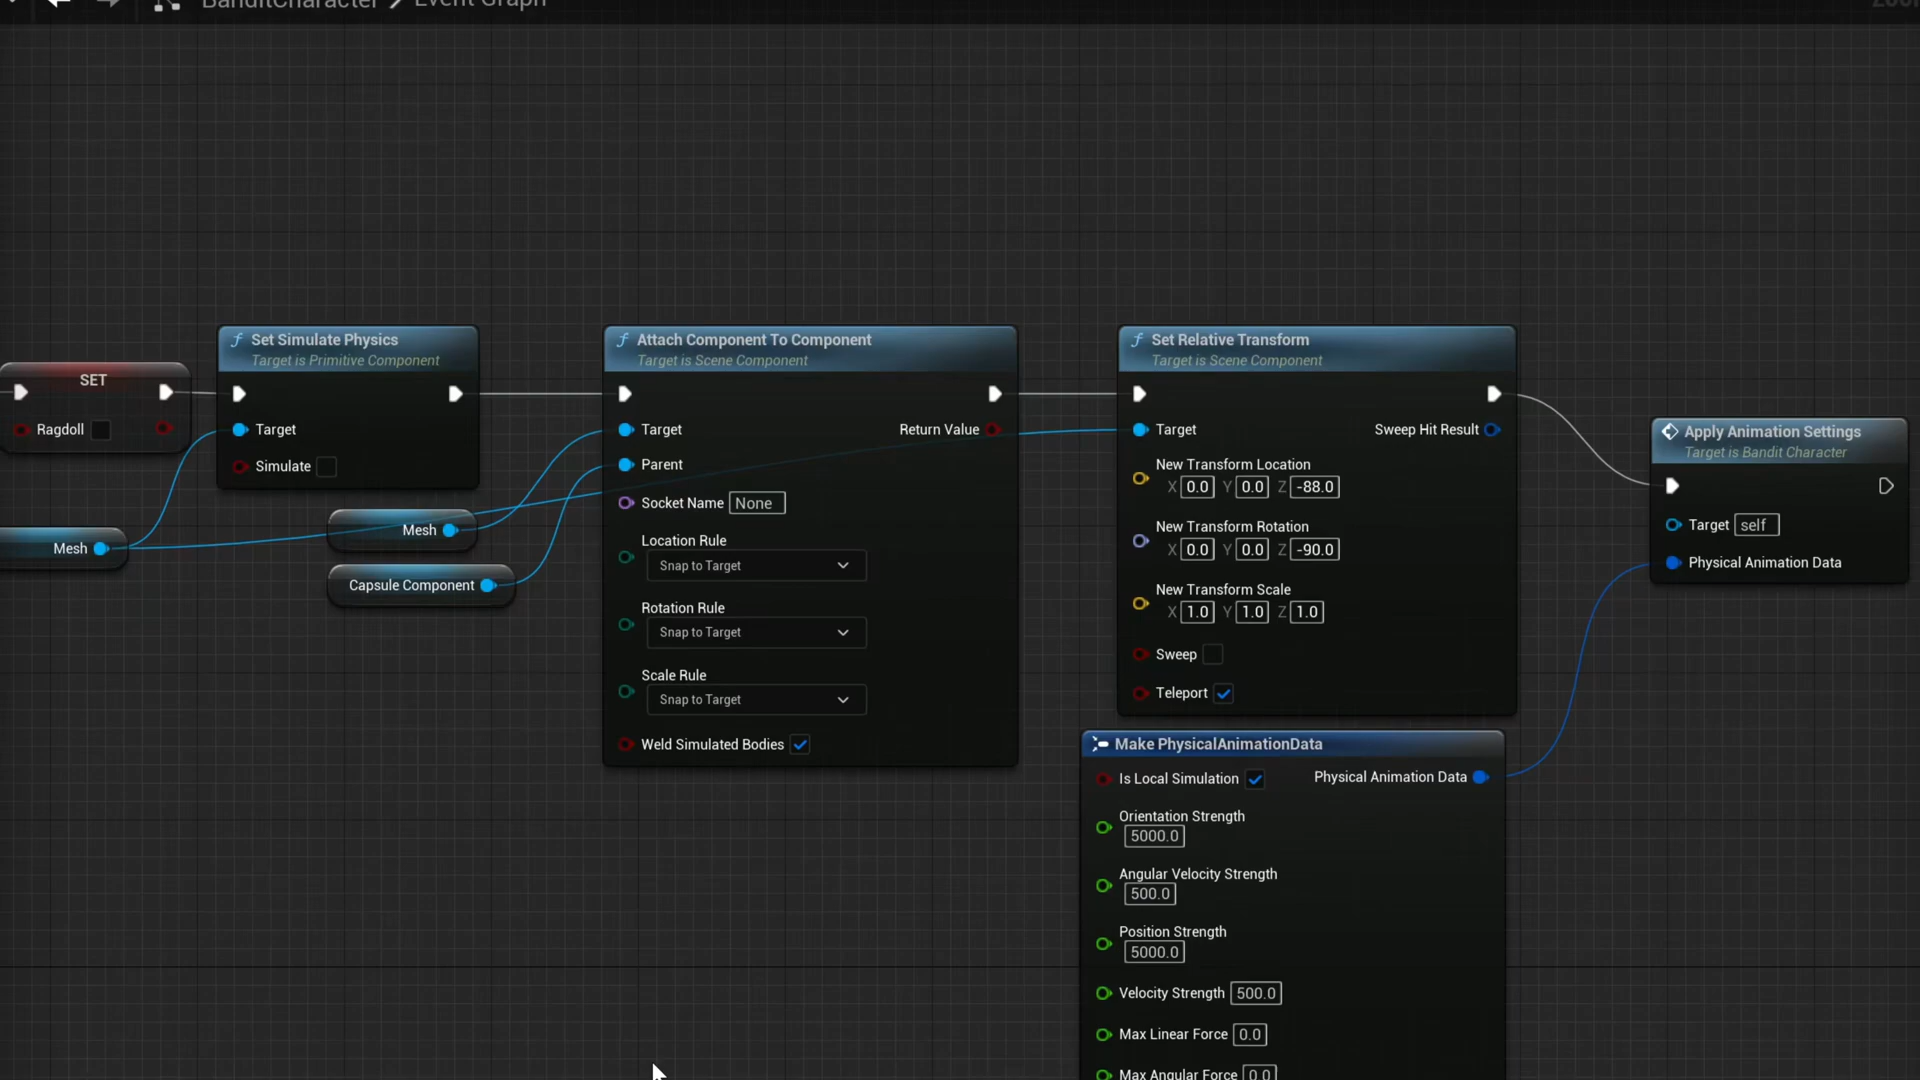 BanditCharacter > Event Graph
SET
Ragdoll
Mesh
Set Simulate Physics
Target is Primitive Component
Target
Simulate
Mesh
Capsule Component
Attach Component To Component
Target is Scene Component
Target
Return Value
Parent
Socket Name None
Location Rule
Snap to Target
Rotation Rule
Snap to Target
Scale Rule
Snap to Target
Weld Simulated Bodies
Set Relative Transform
Target is Scene Component
Target
Sweep Hit Result
New Transform Location
X 0.0 Y 0.0 Z -88.0
New Transform Rotation
X 0.0 Y 0.0 Z -90.0
New Transform Scale
X 1.0 Y 1.0 Z 1.0
Sweep
Teleport
Make PhysicalAnimationData
Is Local Simulation
Physical Animation Data
Orientation Strength
5000.0
Angular Velocity Strength
500.0
Position Strength
5000.0
Velocity Strength 500.0
Max Linear Force 0.0
Max Angular Force 0.0
Apply Animation Settings
Target is Bandit Character
Target self
Physical Animation Data